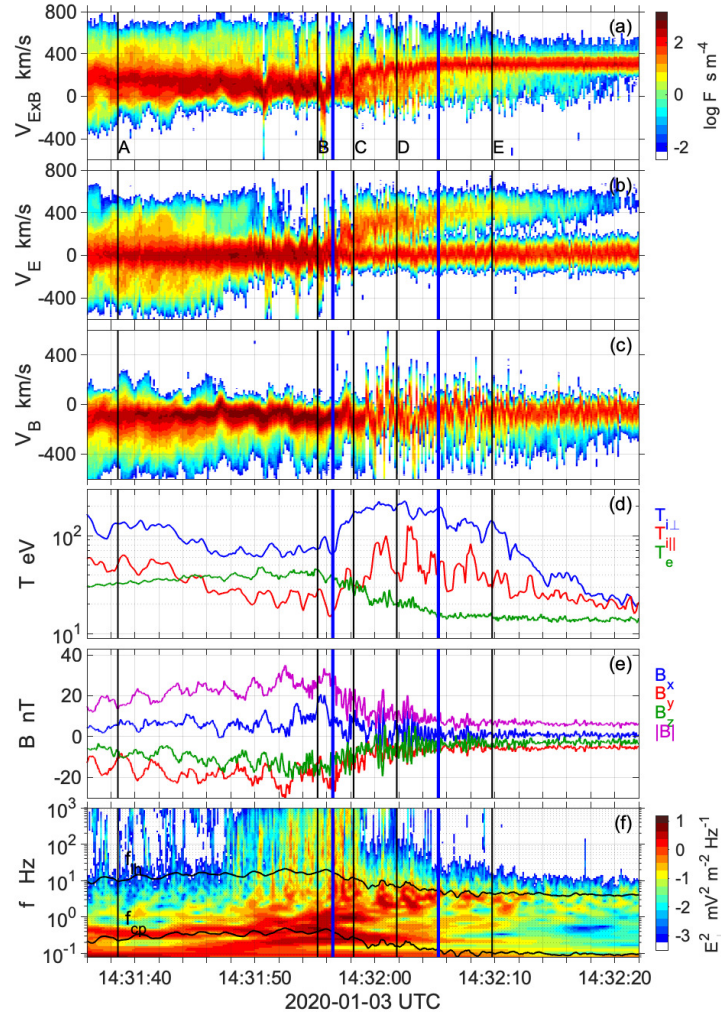 (a)
800
400
0
-400
V_ExB km/s
A B C D E
2
0
-2
log F s m^-4
(b)
800
400
0
-400
V_E km/s
(c)
400
0
-400
V_B km/s
(d)
10^2
10^1
T eV
T_i⊥
T_i||
T_e
(e)
40
20
0
-20
B nT
B_x
B_y
B_z
|B|
(f)
10^3
10^2
10^1
10^0
10^-1
f Hz
f_lh
f_cp
1
0
-1
-2
-3
E^2 mV^2 m^-2 Hz^-1
14:31:40 14:31:50 14:32:00 14:32:10 14:32:20
2020-01-03 UTC